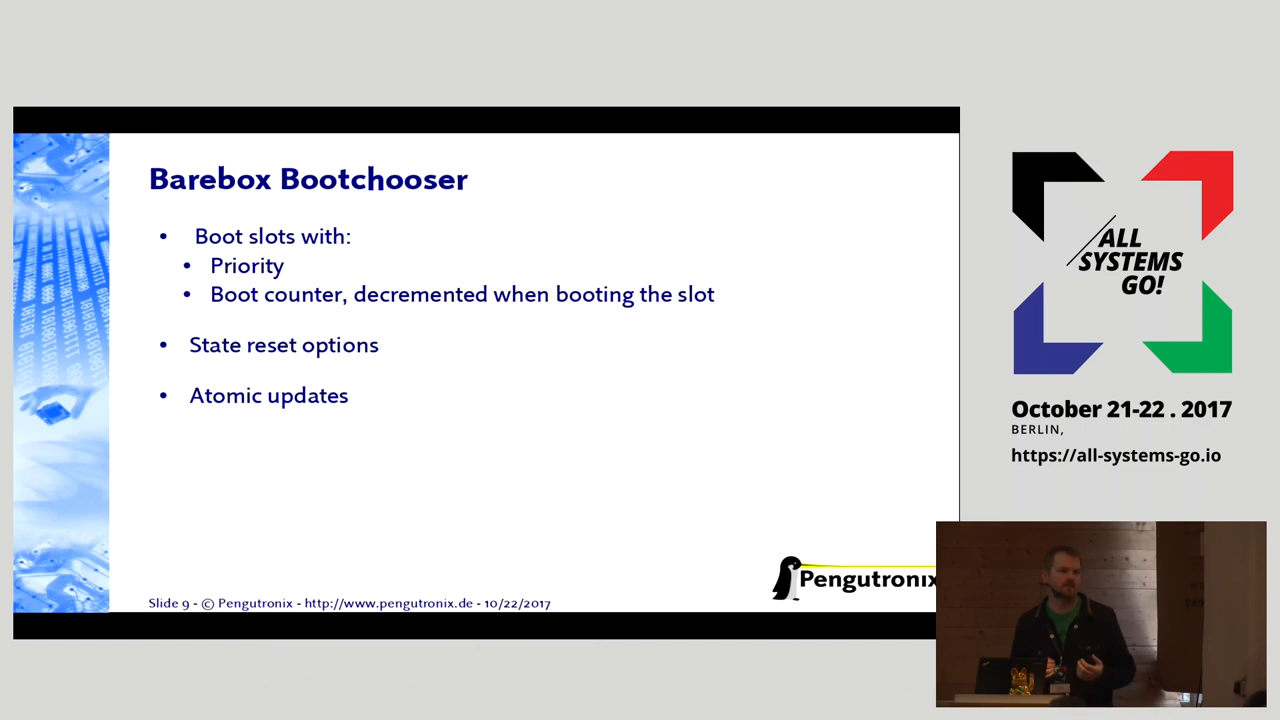 Barebox Bootchooser
• Boot slots with:
• Priority
• Boot counter, decremented when booting the slot
• State reset options
• Atomic updates
Pengutronix
Slide 9 - © Pengutronix - http://www.pengutronix.de - 10/22/2017
ALL
SYSTEMS
GO!
October 21-22 . 2017
BERLIN,
https://all-systems-go.io